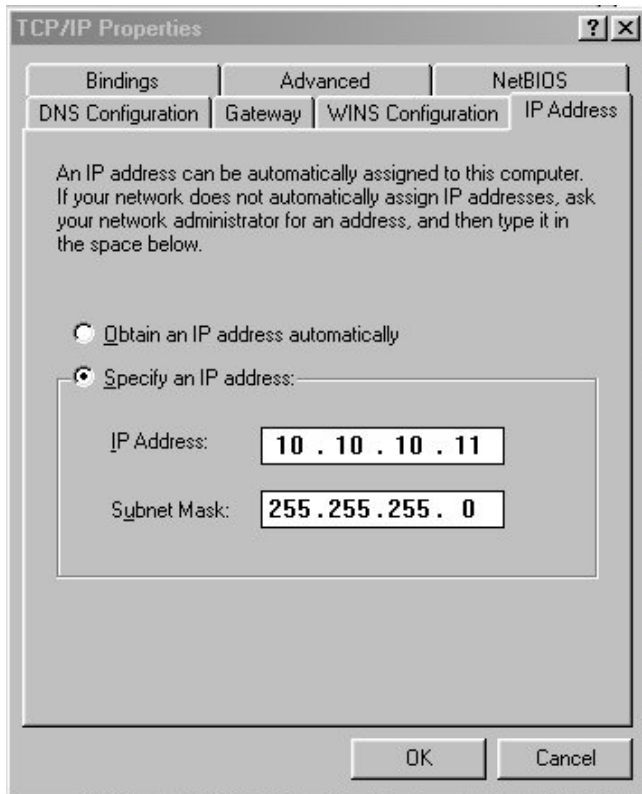 TCP/IP Properties
Bindings
Advanced
NetBIOS
DNS Configuration
Gateway
WINS Configuration
IP Address
An IP address can be automatically assigned to this computer.
If your network does not automatically assign IP addresses, ask
your network administrator for an address, and then type it in
the space below.
Obtain an IP address automatically
Specify an IP address:
IP Address: 10 . 10 . 10 . 11
Subnet Mask: 255 . 255 . 255 . 0
OK
Cancel